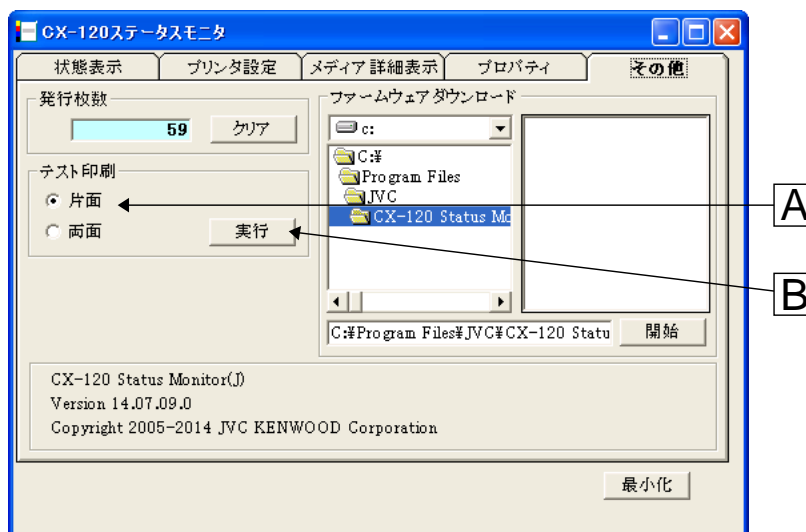 CX-120ステータスモニタ
状態表示 プリンタ設定 メディア詳細表示 プロパティ その他
発行枚数
59 クリア
テスト印刷
片面
両面 実行
ファームウェアダウンロード
c:
C:¥
Program Files
JVC
CX-120 Status Mo
C:¥Program Files¥JVC¥CX-120 Statu 開始
A
B
CX-120 Status Monitor(J)
Version 14.07.09.0
Copyright 2005-2014 JVC KENWOOD Corporation
最小化